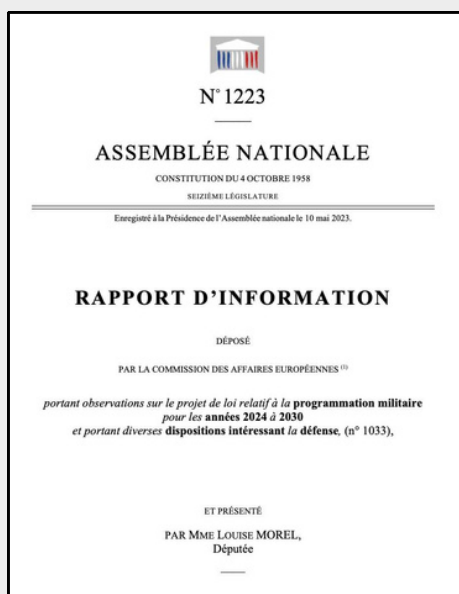 N° 1223
ASSEMBLÉE NATIONALE
CONSTITUTION DU 4 OCTOBRE 1958
SEIZIÈME LÉGISLATURE
Enregistré à la Présidence de l'Assemblée nationale le 10 mai 2023.
RAPPORT D'INFORMATION
DÉPOSÉ
PAR LA COMMISSION DES AFFAIRES EUROPÉENNES (1)
portant observations sur le projet de loi relatif à la programmation militaire
pour les années 2024 à 2030
et portant diverses dispositions intéressant la défense, (n° 1033),
ET PRÉSENTÉ
PAR MME LOUISE MOREL,
Députée